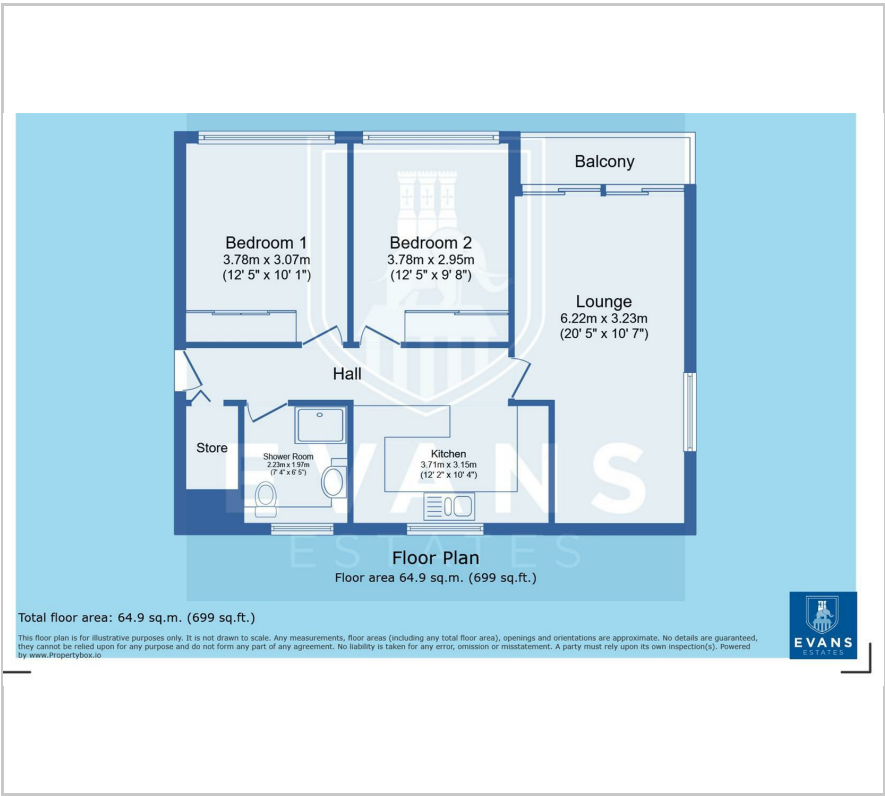 Balcony
Bedroom 1
3.78m x 3.07m
(12' 5" x 10' 1")
Bedroom 2
3.78m x 2.95m
(12' 5" x 9' 8")
Lounge
6.22m x 3.23m
(20' 5" x 10' 7")
Hall
Store
Shower Room
2.23m x 1.97m
(7' 4" x 6' 5")
Kitchen
3.71m x 3.15m
(12' 2" x 10' 4")
EVANS
ESTATES
Floor Plan
Floor area 64.9 sq.m. (699 sq.ft.)
Total floor area: 64.9 sq.m. (699 sq.ft.)
This floor plan is for illustrative purposes only. It is not drawn to scale. Any measurements, floor areas (including any total floor area), openings and orientations are approximate. No details are guaranteed,
they cannot be relied upon for any purpose and do not form any part of any agreement. No liability is taken for any error, omission or misstatement. A party must rely upon its own inspection(s). Powered
by www.Propertybox.io
EVANS
ESTATES